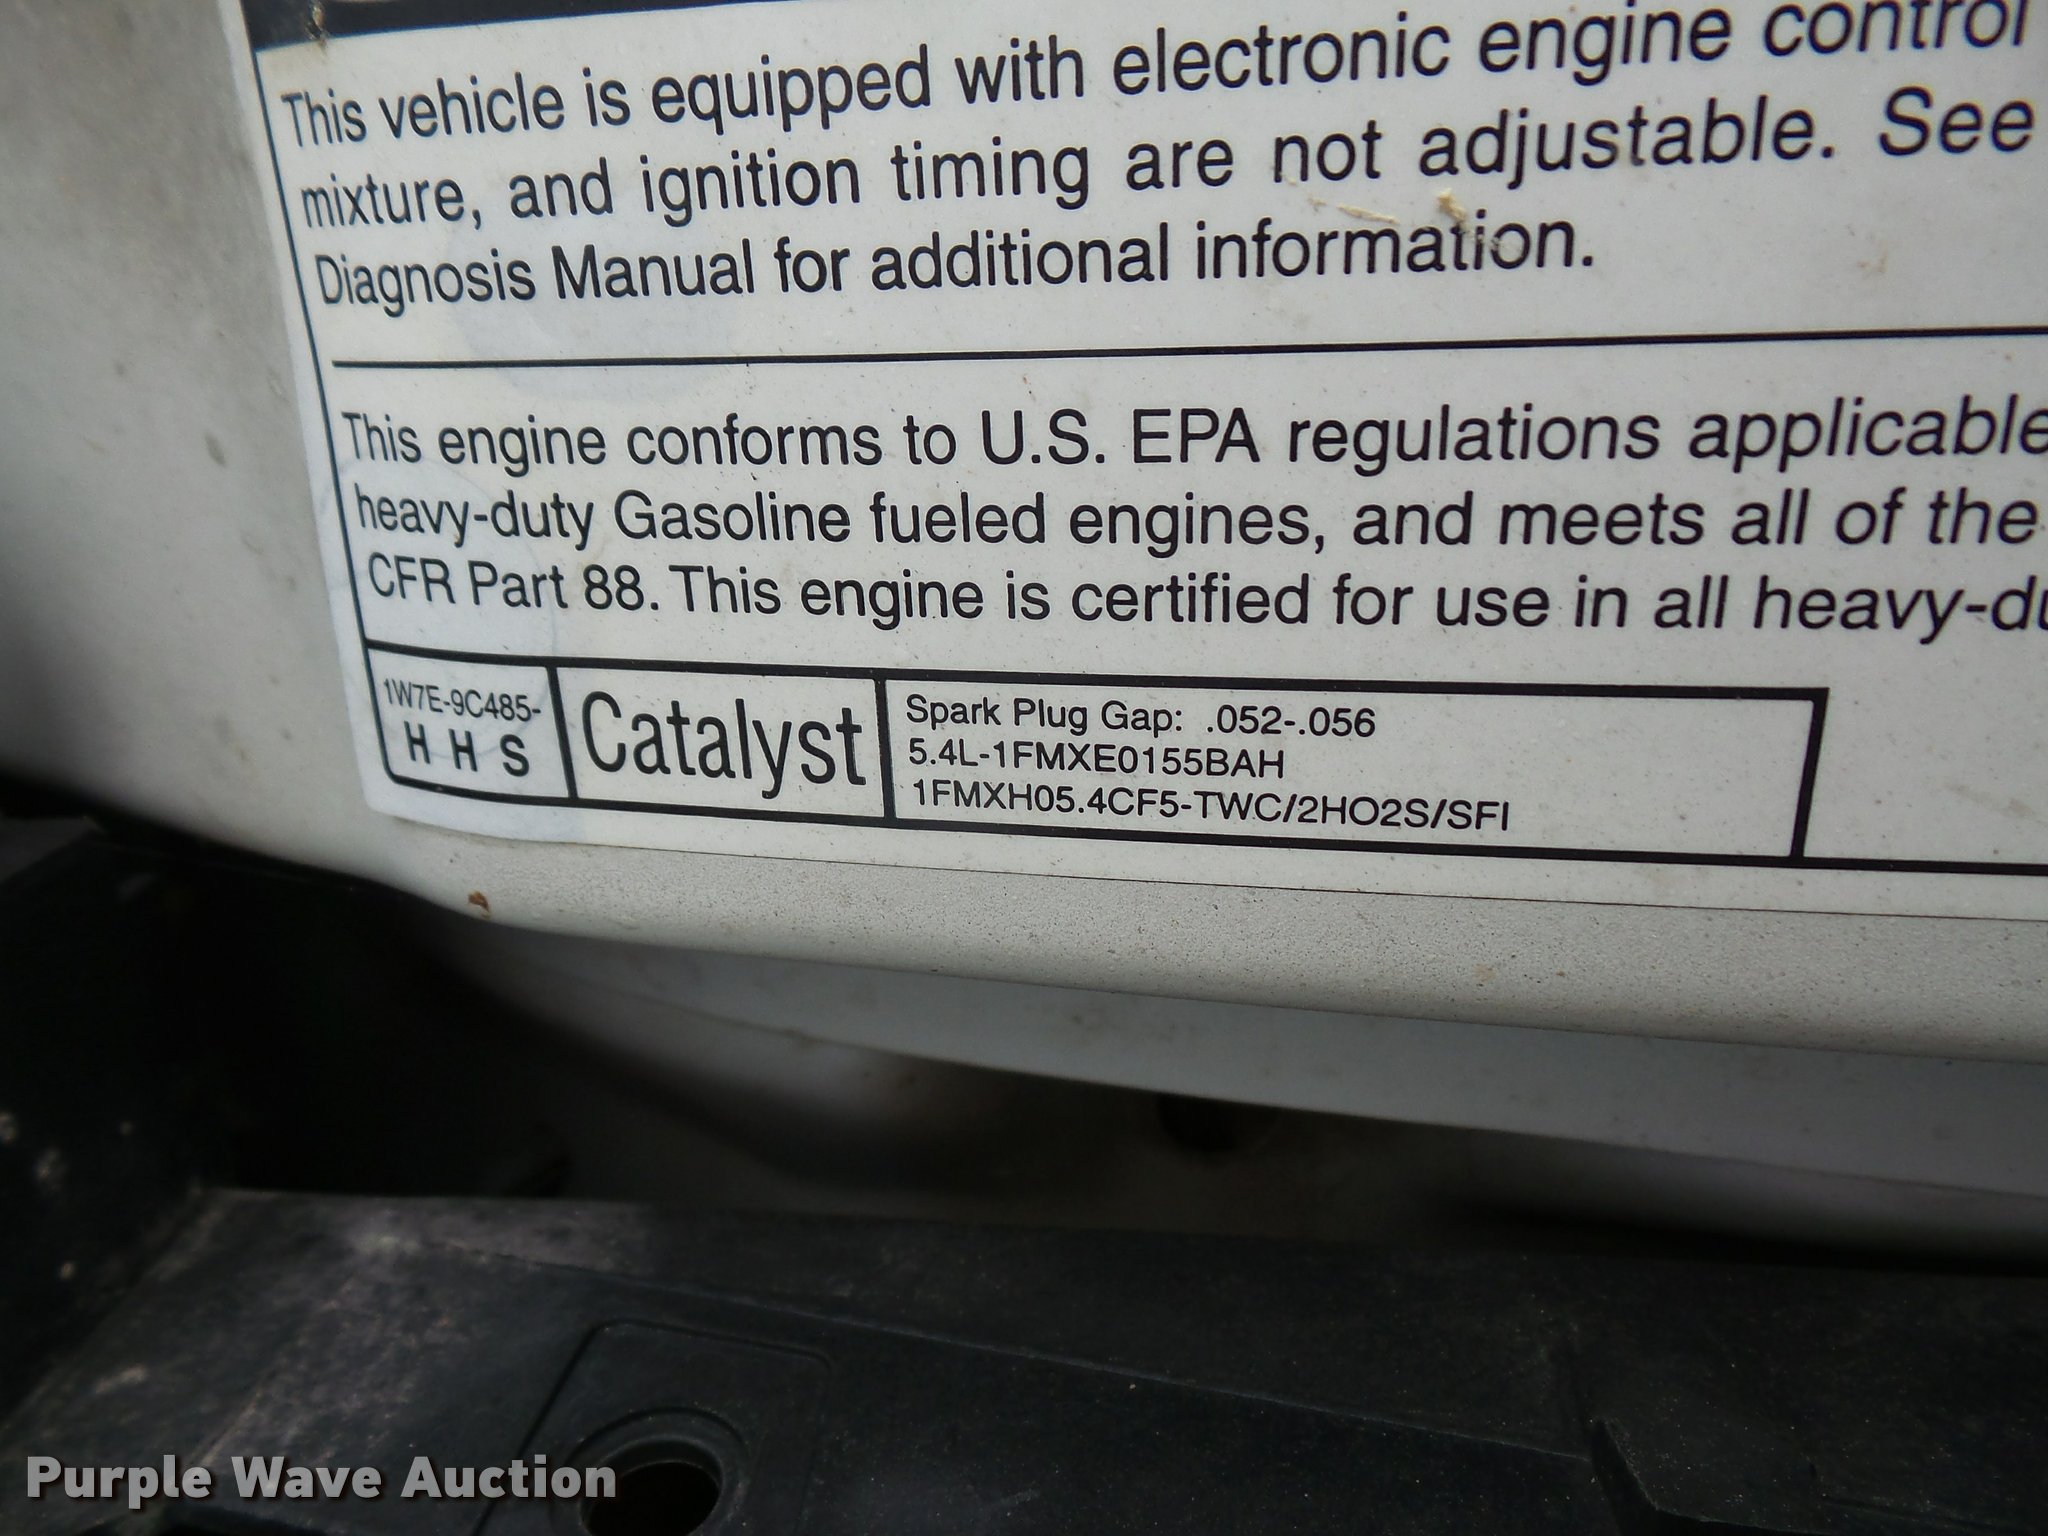 This vehicle is equipped with electronic engine control
mixture, and ignition timing are not adjustable. See
Diagnosis Manual for additional information.
This engine conforms to U.S. EPA regulations applicable
heavy-duty Gasoline fueled engines, and meets all of the
CFR Part 88. This engine is certified for use in all heavy-du
1W7E-9C485-
H H S
Catalyst
Spark Plug Gap: .052-.056
5.4L-1FMXE0155BAH
1FMXH05.4CF5-TWC/2HO2S/SFI
Purple Wave Auction